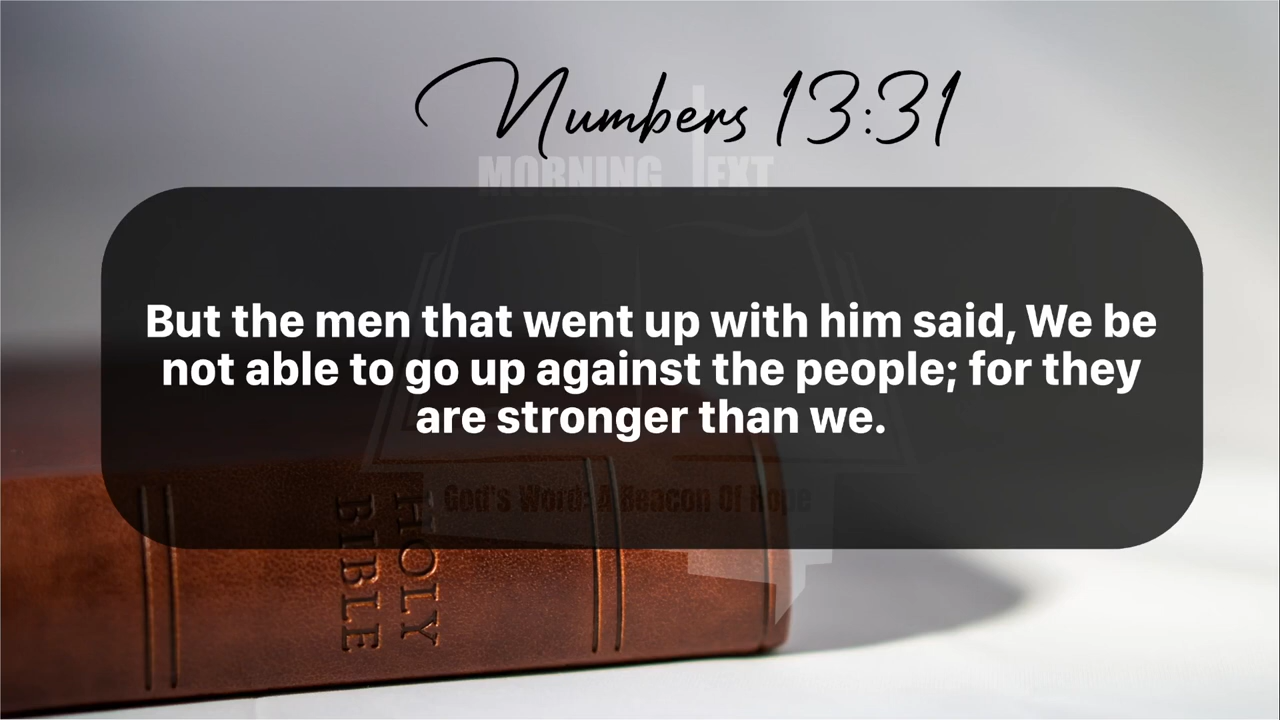 Numbers 13:31
MORNING TEXT
But the men that went up with him said, We be
not able to go up against the people; for they
are stronger than we.
God's Word: A Beacon Of Hope
HOLY
BIBLE